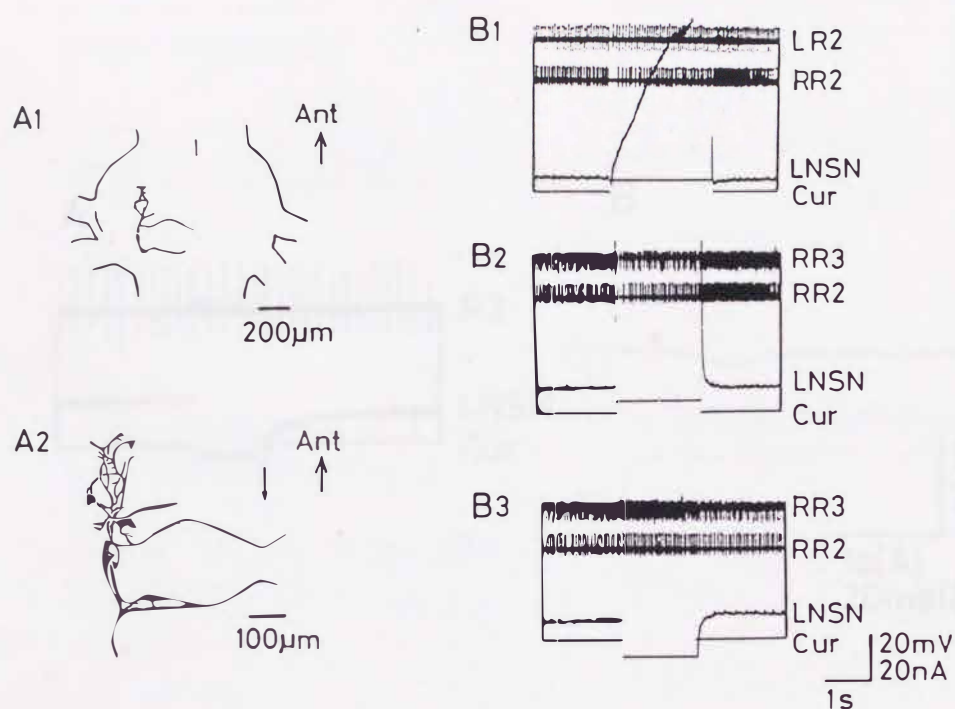 A1
Ant
200µm
A2
Ant
100µm
B1
LR2
RR2
LNSN
Cur
B2
RR3
RR2
LNSN
Cur
B3
RR3
RR2
LNSN
Cur
20mV
20nA
1s